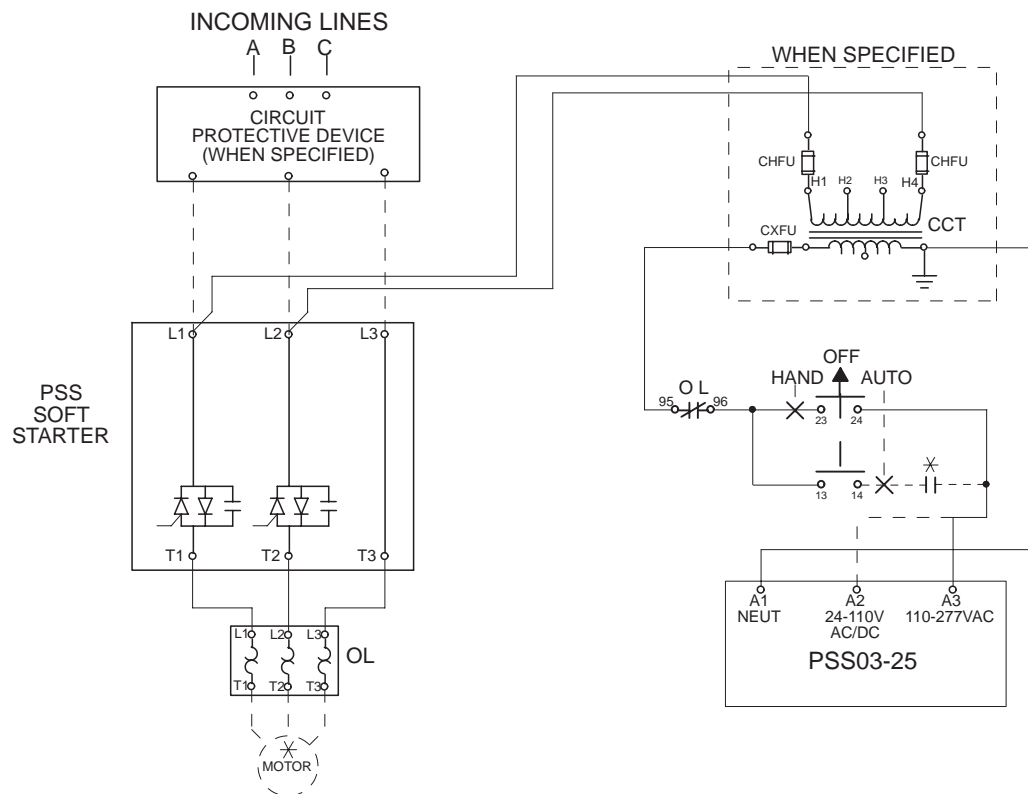 INCOMING LINES
A B C
CIRCUIT
PROTECTIVE DEVICE
(WHEN SPECIFIED)
WHEN SPECIFIED
CHFU
CHFU
H1 H2 H3 H4
CCT
CXFU
L1 L2 L3
PSS
SOFT
STARTER
T1 T2 T3
L1 L2 L3
OL
T1 T2 T3
MOTOR
OFF
HAND AUTO
O L
95 96
23 24
13 14
A1 A2 A3
NEUT 24-110V 110-277VAC
AC/DC
PSS03-25